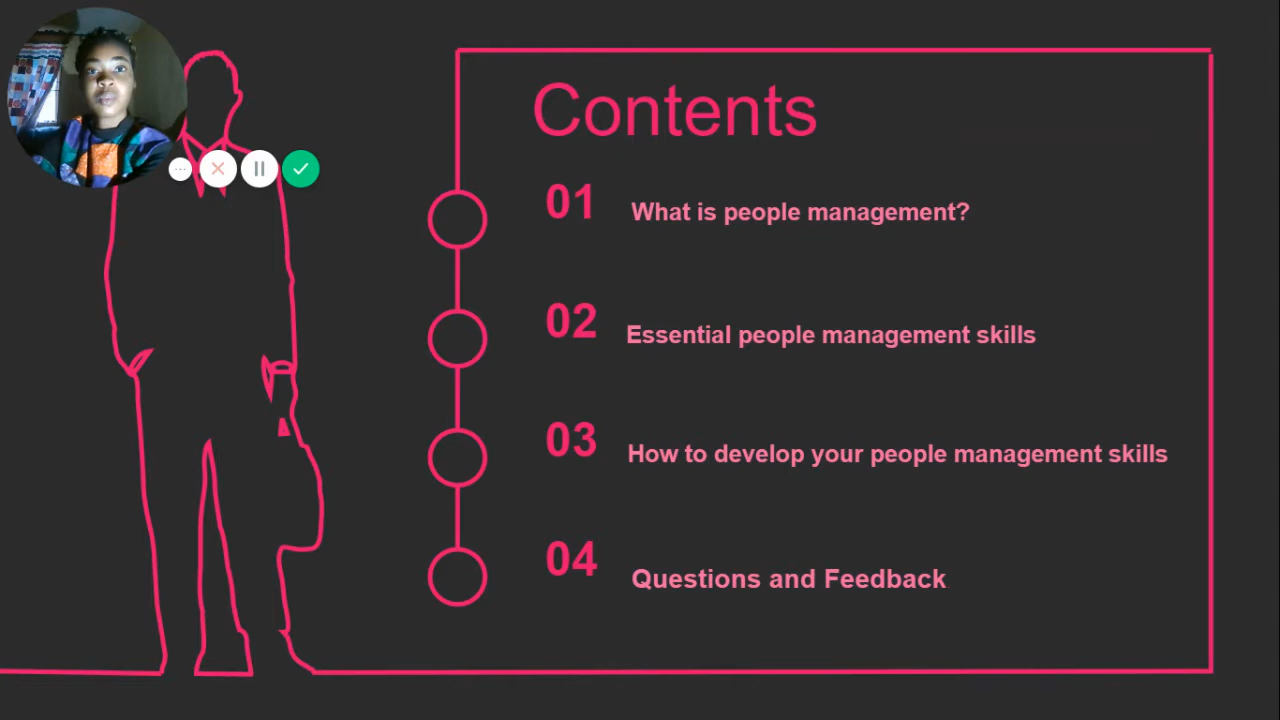 Contents
01 What is people management?
02 Essential people management skills
03 How to develop your people management skills
04 Questions and Feedback